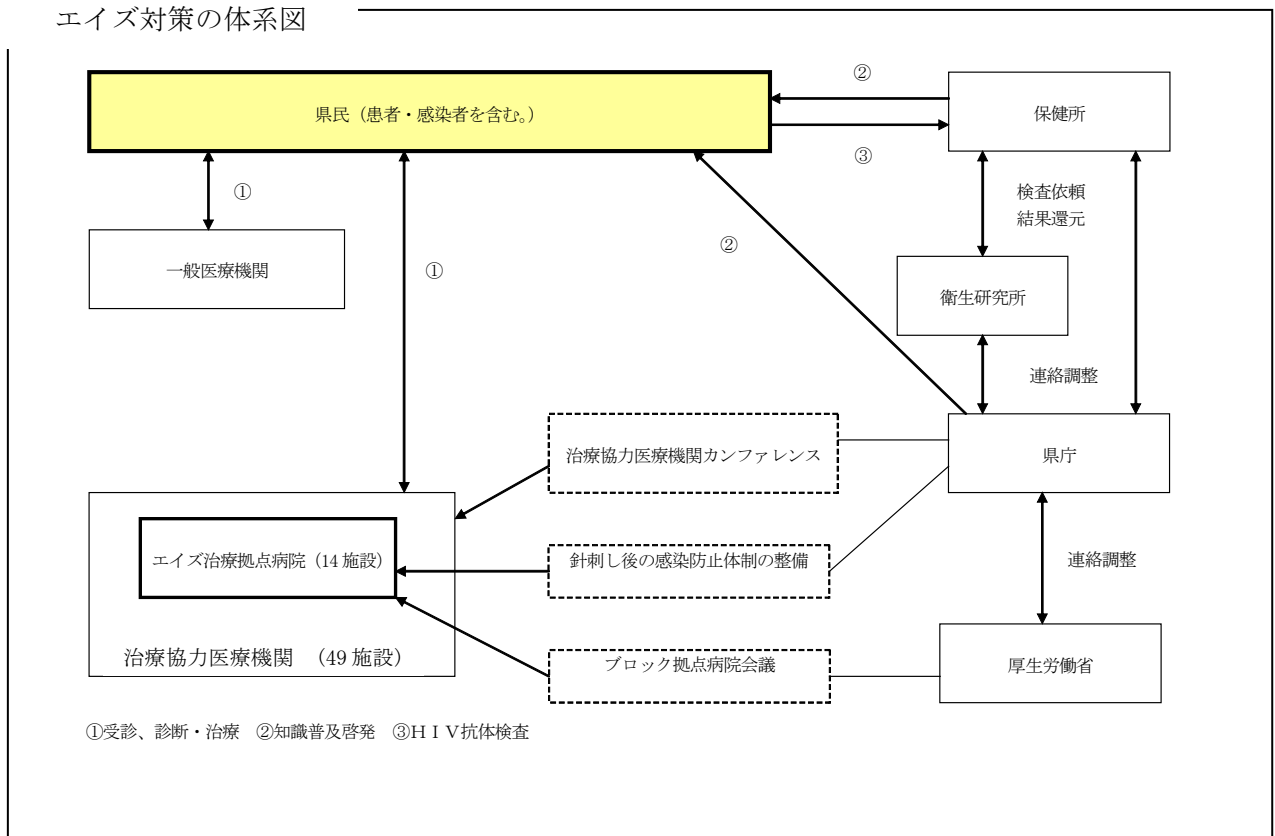 エイズ対策の体系図
②
県民（患者・感染者を含む。）
保健所
③
①
検査依頼
結果還元
②
一般医療機関
①
衛生研究所
連絡調整
治療協力医療機関カンファレンス
県庁
エイズ治療拠点病院（14 施設）
針刺し後の感染防止体制の整備
連絡調整
治療協力医療機関　（49 施設）
ブロック拠点病院会議
厚生労働省
①受診、診断・治療　②知識普及啓発　③ＨＩＶ抗体検査